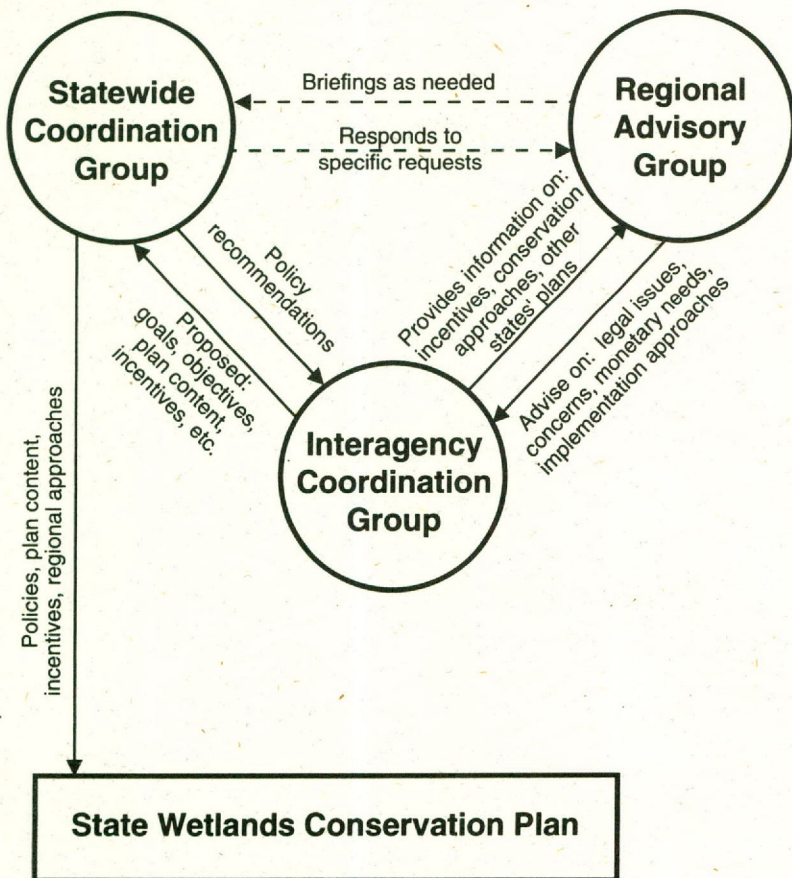 Statewide
Coordination
Group
Briefings as needed
Responds to
specific requests
Regional
Advisory
Group
Policy
recommendations
Proposed:
goals, objectives,
plan content,
incentives, etc.
Provides information on:
incentives, conservation
approaches, other
states' plans
Advise on: legal issues,
concerns, monetary needs,
implementation approaches
Interagency
Coordination
Group
Policies, plan content,
incentives, regional approaches
State Wetlands Conservation Plan